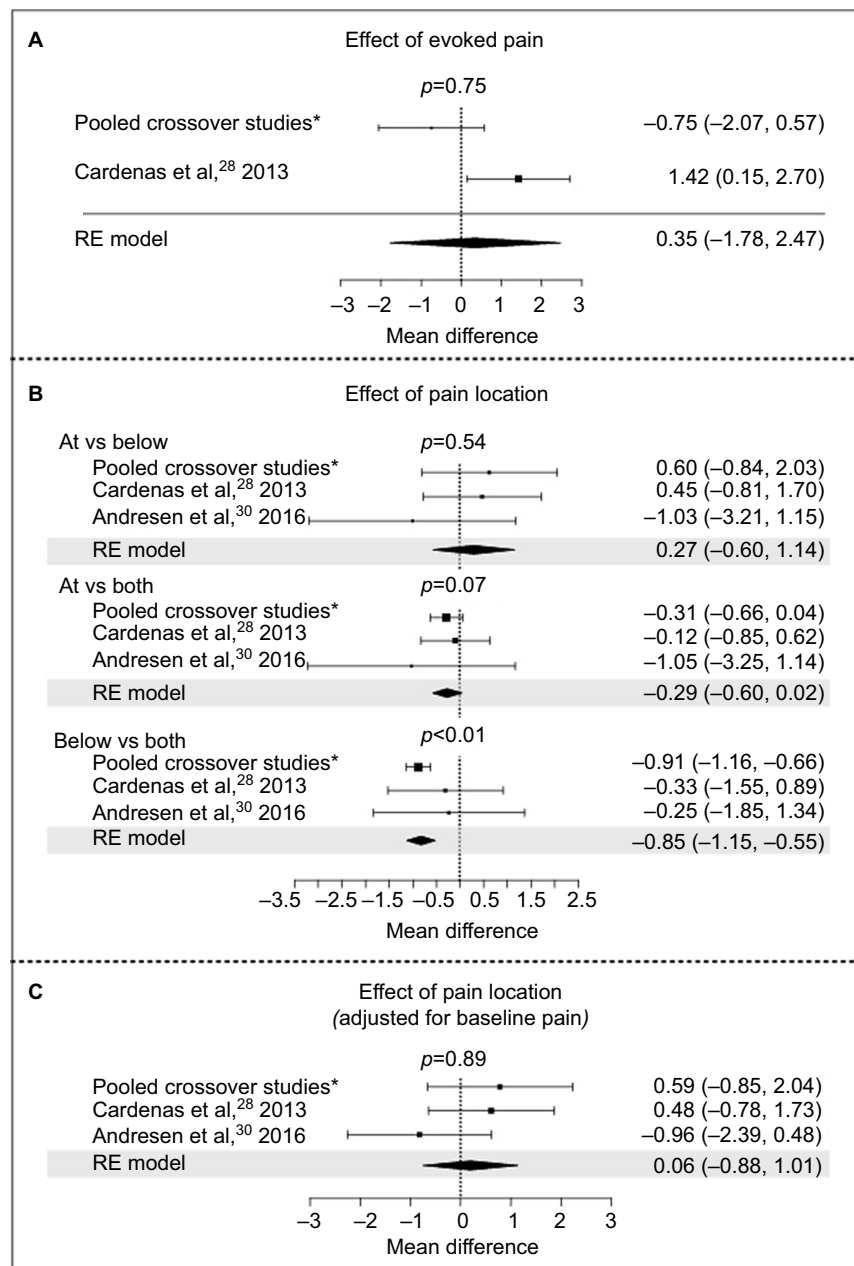 A Effect of evoked pain
p=0.75
Pooled crossover studies* –0.75 (–2.07, 0.57)
Cardenas et al,28 2013 1.42 (0.15, 2.70)
RE model 0.35 (–1.78, 2.47)
–3 –2 –1 0 1 2 3
Mean difference
B Effect of pain location
At vs below p=0.54
Pooled crossover studies* 0.60 (–0.84, 2.03)
Cardenas et al,28 2013 0.45 (–0.81, 1.70)
Andresen et al,30 2016 –1.03 (–3.21, 1.15)
RE model 0.27 (–0.60, 1.14)
At vs both p=0.07
Pooled crossover studies* –0.31 (–0.66, 0.04)
Cardenas et al,28 2013 –0.12 (–0.85, 0.62)
Andresen et al,30 2016 –1.05 (–3.25, 1.14)
RE model –0.29 (–0.60, 0.02)
Below vs both p<0.01
Pooled crossover studies* –0.91 (–1.16, –0.66)
Cardenas et al,28 2013 –0.33 (–1.55, 0.89)
Andresen et al,30 2016 –0.25 (–1.85, 1.34)
RE model –0.85 (–1.15, –0.55)
–3.5 –2.5 –1.5 –0.5 0.5 1.5 2.5
Mean difference
C Effect of pain location
(adjusted for baseline pain)
p=0.89
Pooled crossover studies* 0.59 (–0.85, 2.04)
Cardenas et al,28 2013 0.48 (–0.78, 1.73)
Andresen et al,30 2016 –0.96 (–2.39, 0.48)
RE model 0.06 (–0.88, 1.01)
–3 –2 –1 0 1 2 3
Mean difference